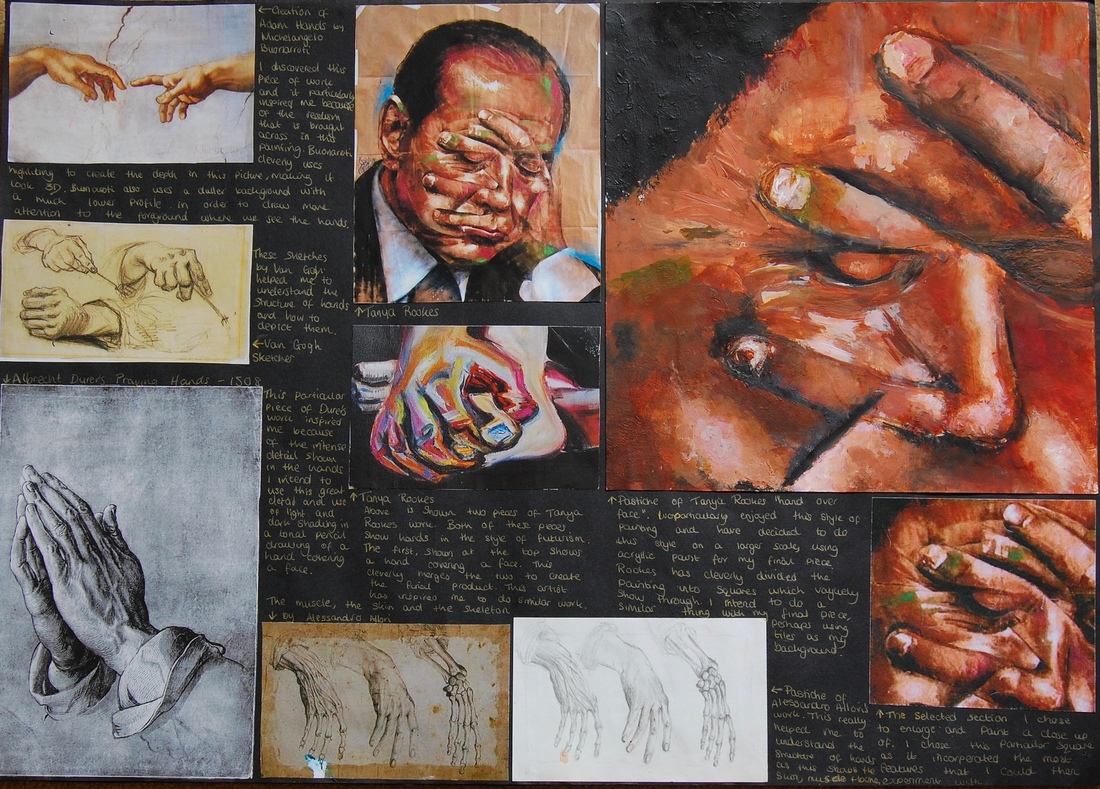 ←Creation of
Adam Hands by
Michelangelo
Buonarroti
I discovered this
piece of work
and it particularly
inspired me because
of the realism
that is brought
across in this
painting. Buonaroti
cleverly uses
highlighting to create the depth in this picture, making it
look 3D. Buonauoti also uses a duller background with
a much lower profile in order to draw more
attention to the foreground where we see the hands.
These sketches
by Van Gogh
helped me to
understand the
structure of hands
and how to
depict them.
←Van Gogh
Sketcher
↓Albrecht Durer's Praying Hands - 1508
This particular
piece of Dure's
work inspired
me because
of the intense
detail shown
in the hands
I intend to
use this great
detail and use
of light and
dark shading in
a tonal pencil
drawing of a
hand covering
a face.
↑Tanya Rookes
↑Tanya Rookes
Above is shown two pieces of Tanya
Rookes work. Both of these pieces
show hands in the style of futurism.
The first, shown at the top shows
a hand covering a face. This
cleverly merges the two to create
the final product. This artist
has inspires me to do similar work.
The muscle, the skin and the skeleton
↓ by Alessandro Allori
↑Pastiche of Tanya Rookes "hand over
face". I particularly enjoyed this style of
painting and have decided to do
this style on a larger scale, using
acrylic paint for my final piece.
Rookes has cleverly divided the
painting into squares which vaguely
show through. I intend to do a
similar thing with my final piece,
perhaps using
tiles as my
background.
←Pastiche of
Alessandro Alloris
work. This really
helped me to
understand the
structure of hands
as this shows the
skin, muscle + bone.
↑The selected section I chose
to enlarge and paint a close up
of. I chose this particular square
as it incorporated the most
features that I could then
experiment with.